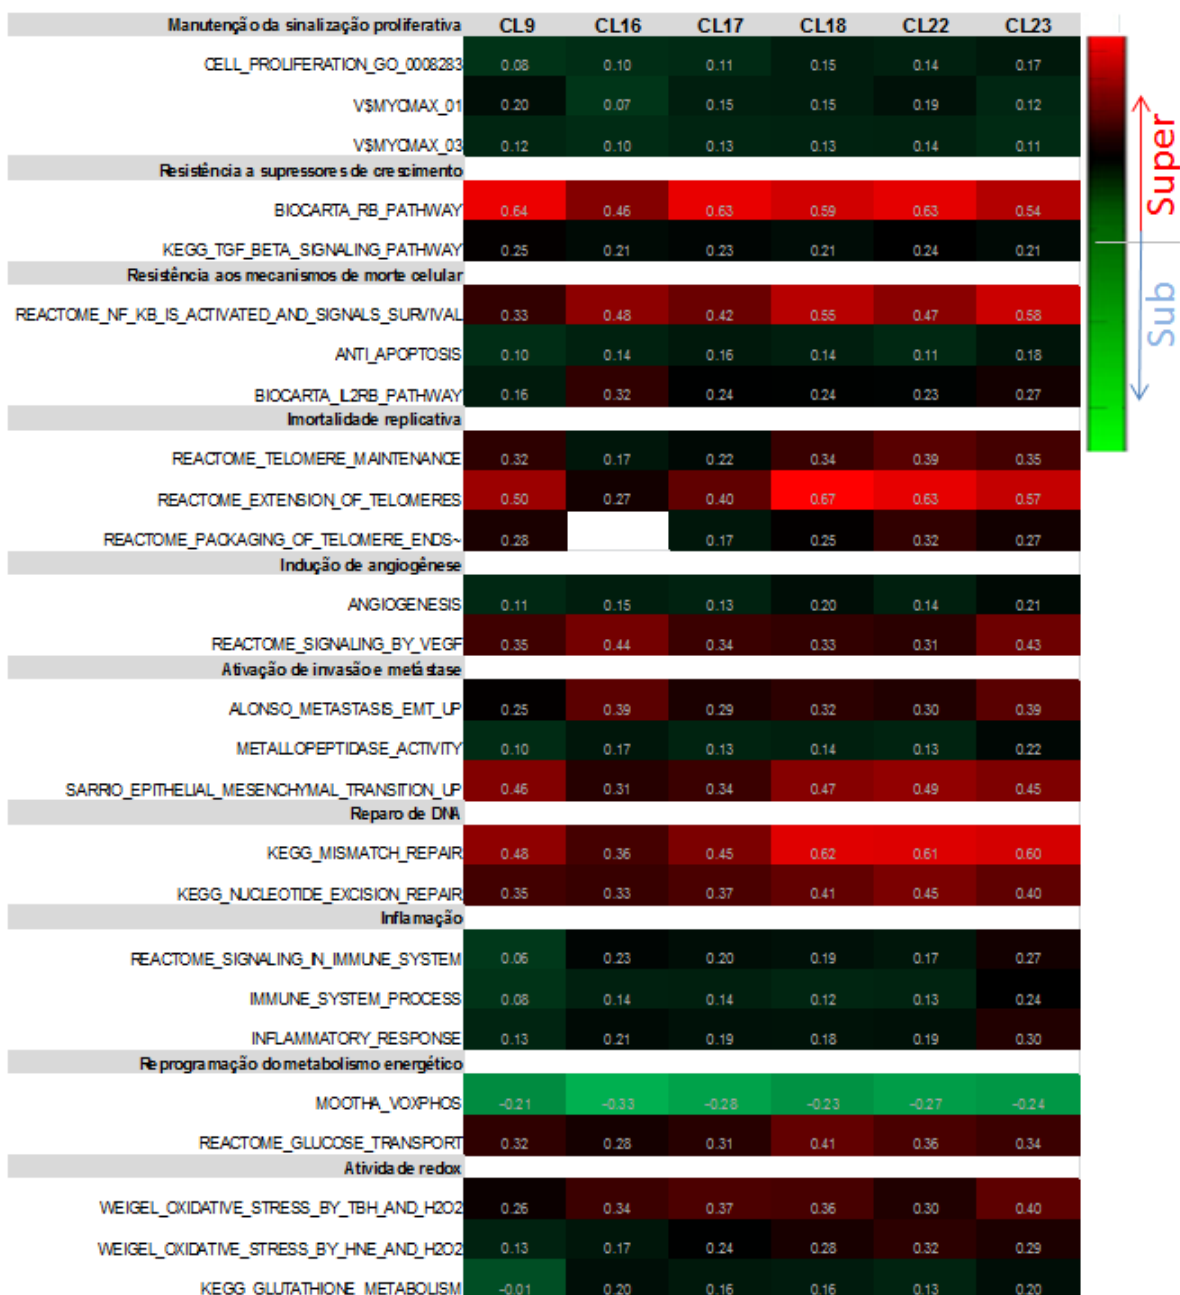 Manutenção da sinalização proliferativa CL9 CL16 CL17 CL18 CL22 CL23
CELL_PROLIFERATION_GO_0008283 0.08 0.10 0.11 0.15 0.14 0.17
V$MYCMAX_01 0.20 0.07 0.15 0.15 0.19 0.12
V$MYCMAX_03 0.12 0.10 0.13 0.13 0.14 0.11
Resistência a supressores de crescimento
BIOCARTA_RB_PATHWAY 0.64 0.46 0.63 0.59 0.63 0.54
KEGG_TGF_BETA_SIGNALING_PATHWAY 0.25 0.21 0.23 0.21 0.24 0.21
Resistência aos mecanismos de morte celular
REACTOME_NF_KB_IS_ACTIVATED_AND_SIGNALS_SURVIVAL 0.33 0.48 0.42 0.55 0.47 0.58
ANTI_APOPTOSIS 0.10 0.14 0.16 0.14 0.11 0.18
BIOCARTA_IL2RB_PATHWAY 0.16 0.32 0.24 0.24 0.23 0.27
Imortalidade replicativa
REACTOME_TELOMERE_MAINTENANCE 0.32 0.17 0.22 0.34 0.39 0.35
REACTOME_EXTENSION_OF_TELOMERES 0.50 0.27 0.40 0.67 0.63 0.57
REACTOME_PACKAGING_OF_TELOMERE_ENDS~ 0.28 0.17 0.25 0.32 0.27
Indução de angiogênese
ANGIOGENESIS 0.11 0.15 0.13 0.20 0.14 0.21
REACTOME_SIGNALING_BY_VEGF 0.35 0.44 0.34 0.33 0.31 0.43
Ativação de invasão e metástase
ALONSO_METASTASIS_EMT_UP 0.25 0.39 0.29 0.32 0.30 0.39
METALLOPEPTIDASE_ACTIVITY 0.10 0.17 0.13 0.14 0.13 0.22
SARRIO_EPITHELIAL_MESENCHYMAL_TRANSITION_UP 0.46 0.31 0.34 0.47 0.49 0.45
Reparo de DNA
KEGG_MISMATCH_REPAIR 0.48 0.36 0.45 0.62 0.61 0.60
KEGG_NUCLEOTIDE_EXCISION_REPAIR 0.35 0.33 0.37 0.41 0.45 0.40
Inflamação
REACTOME_SIGNALING_IN_IMMUNE_SYSTEM 0.06 0.23 0.20 0.19 0.17 0.27
IMMUNE_SYSTEM_PROCESS 0.08 0.14 0.14 0.12 0.13 0.24
INFLAMMATORY_RESPONSE 0.13 0.21 0.19 0.18 0.19 0.30
Reprogramação do metabolismo energético
MOOTHA_VOXPHOS -0.21 -0.33 -0.28 -0.23 -0.27 -0.24
REACTOME_GLUCOSE_TRANSPORT 0.32 0.28 0.31 0.41 0.36 0.34
Atividade redox
WEIGEL_OXIDATIVE_STRESS_BY_TBH_AND_H2O2 0.26 0.34 0.37 0.36 0.30 0.40
WEIGEL_OXIDATIVE_STRESS_BY_HNE_AND_H2O2 0.13 0.17 0.24 0.28 0.32 0.29
KEGG_GLUTATHIONE_METABOLISM -0.01 0.20 0.16 0.16 0.13 0.20
Super
Sub